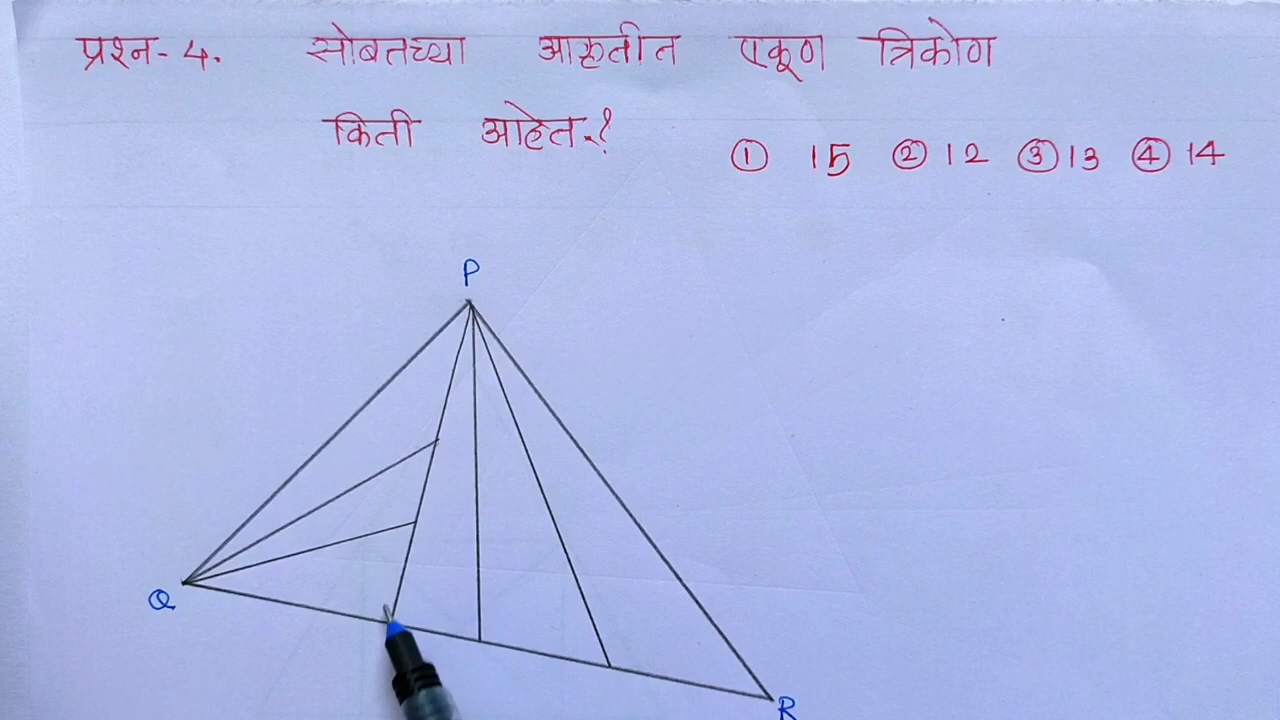 प्रश्न-4. सोबतच्या आकृतीत एकूण त्रिकोण
किती आहेत.?
① 15 ② 12 ③ 13 ④ 14
P
Q
R